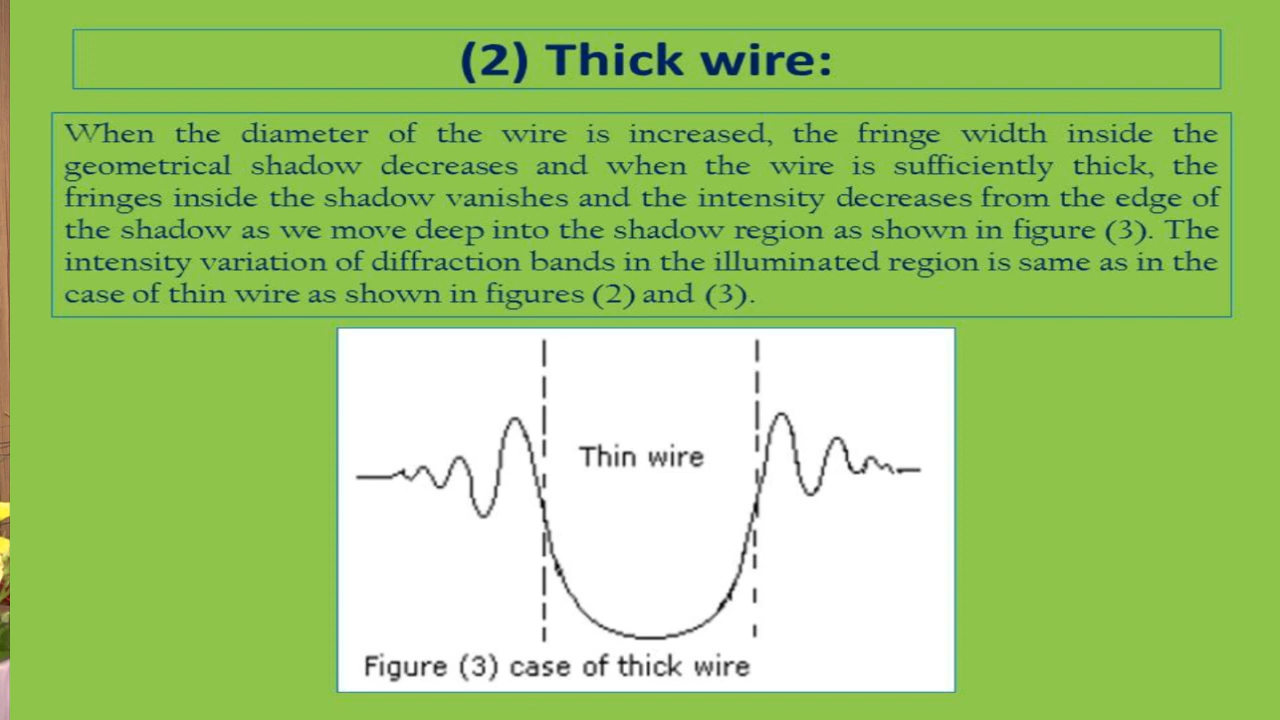 (2) Thick wire:
When the diameter of the wire is increased, the fringe width inside the
geometrical shadow decreases and when the wire is sufficiently thick, the
fringes inside the shadow vanishes and the intensity decreases from the edge of
the shadow as we move deep into the shadow region as shown in figure (3). The
intensity variation of diffraction bands in the illuminated region is same as in the
case of thin wire as shown in figures (2) and (3).
Thin wire
Figure (3) case of thick wire